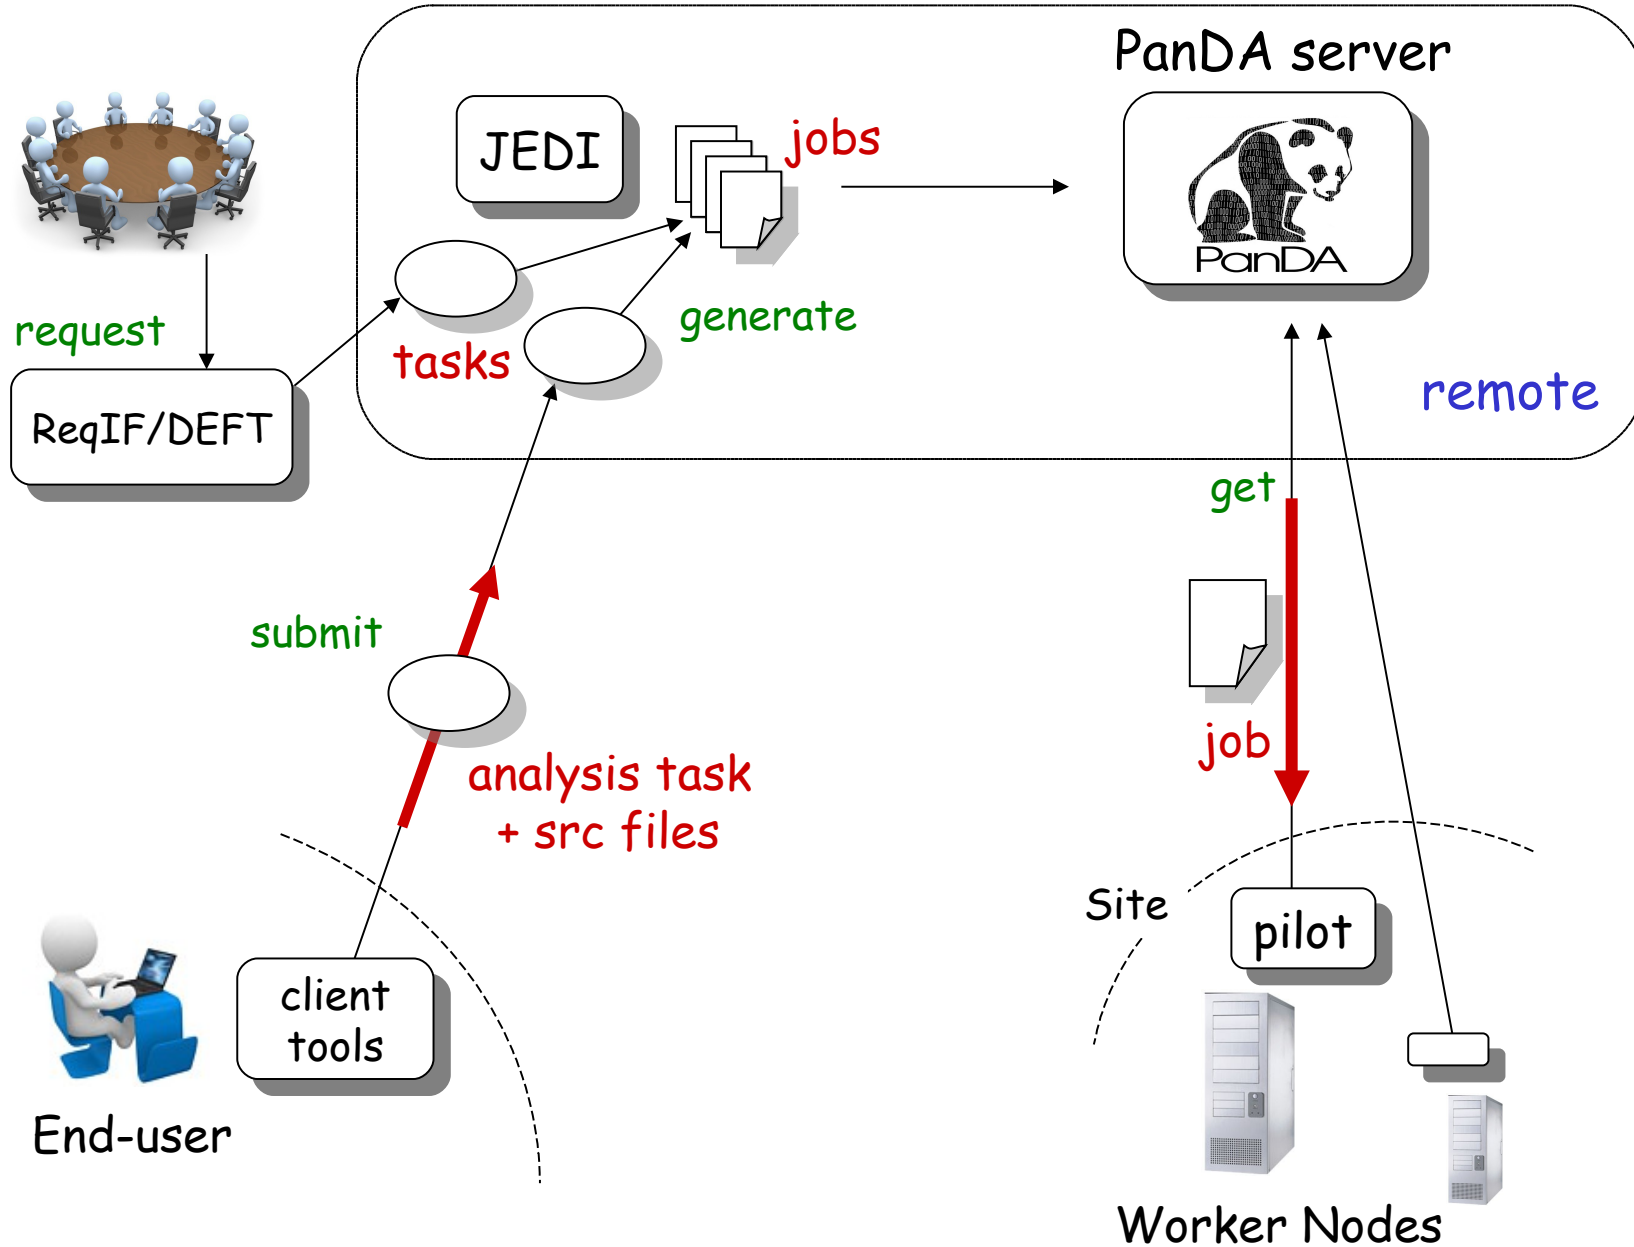 PanDA server
JEDI
jobs
PanDA
request
generate
tasks
remote
ReqIF/DEFT
get
submit
job
analysis task
+ src files
Site
pilot
client
tools
End-user
Worker Nodes